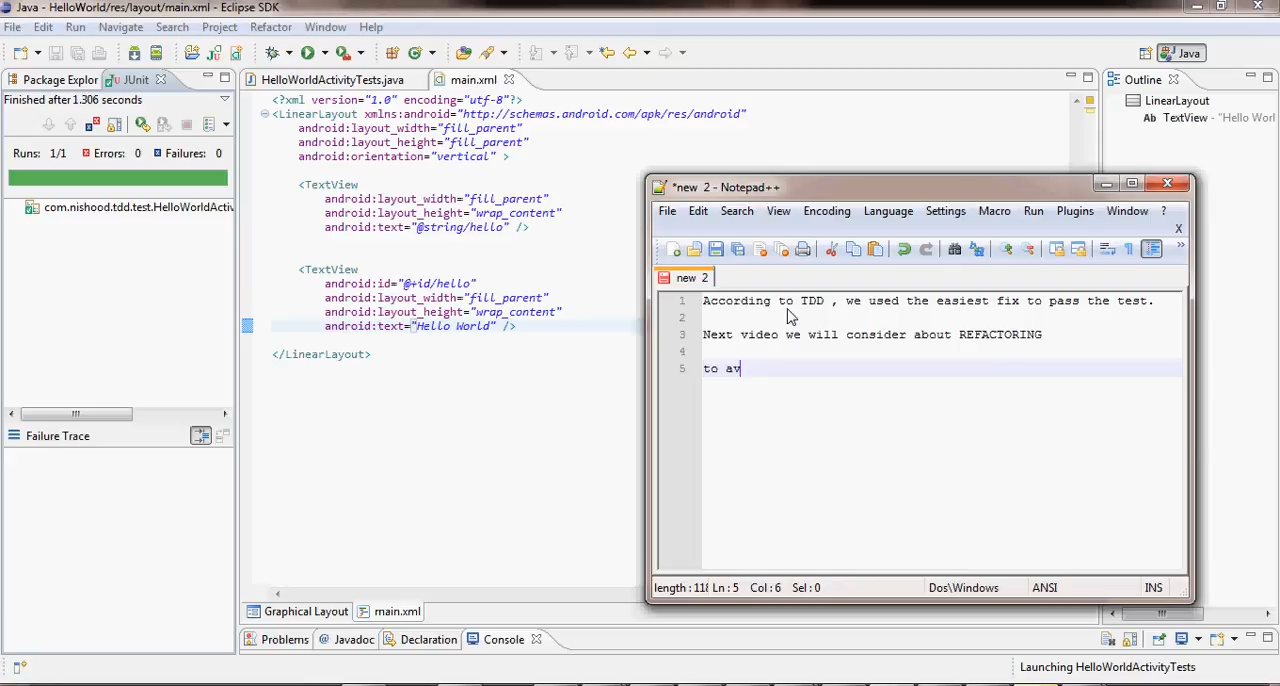 Java - HelloWorld/res/layout/main.xml - Eclipse SDK
File Edit Run Navigate Search Project Refactor Window Help
Java
Package Explor JUnit
HelloWorldActivityTests.java main.xml
Outline
Finished after 1.306 seconds
Runs: 1/1 Errors: 0 Failures: 0
com.nishood.tdd.test.HelloWorldActiv
Failure Trace
<?xml version="1.0" encoding="utf-8"?>
<LinearLayout xmlns:android="http://schemas.android.com/apk/res/android"
android:layout_width="fill_parent"
android:layout_height="fill_parent"
android:orientation="vertical" >
<TextView
android:layout_width="fill_parent"
android:layout_height="wrap_content"
android:text="@string/hello" />
<TextView
android:id="@+id/hello"
android:layout_width="fill_parent"
android:layout_height="wrap_content"
android:text="Hello World" />
</LinearLayout>
LinearLayout
Ab TextView - "Hello Worl
*new 2 - Notepad++
File Edit Search View Encoding Language Settings Macro Run Plugins Window ?
X
new 2
1 According to TDD , we used the easiest fix to pass the test.
2
3 Next video we will consider about REFACTORING
4
5 to av
length : 118 Ln : 5 Col : 6 Sel : 0 Dos\Windows ANSI INS
Graphical Layout main.xml
Problems @ Javadoc Declaration Console
Launching HelloWorldActivityTests